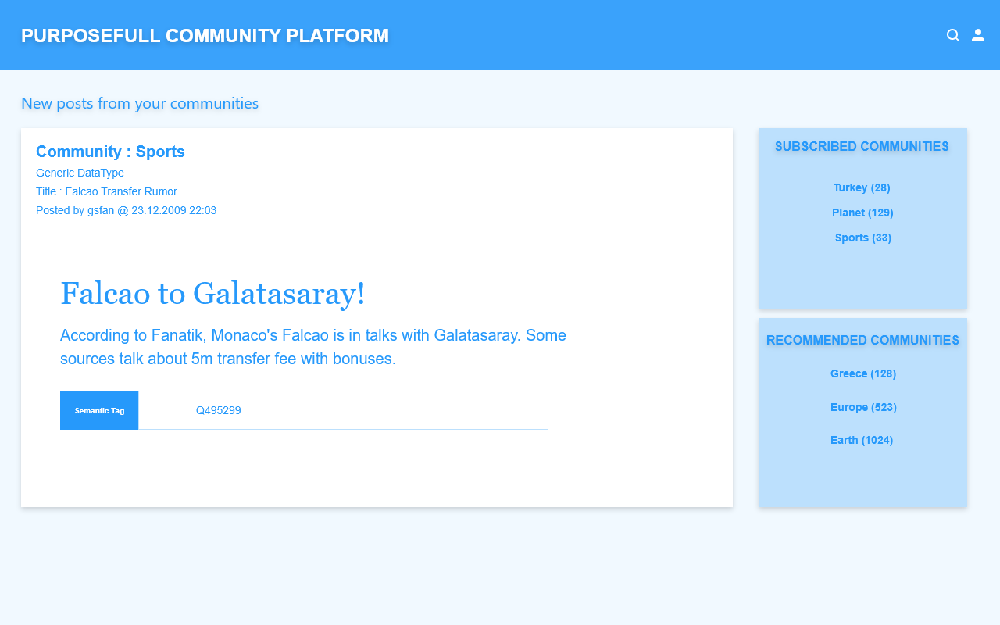 PURPOSEFULL COMMUNITY PLATFORM
New posts from your communities
Community : Sports
Generic DataType
Title : Falcao Transfer Rumor
Posted by gsfan @ 23.12.2009 22:03
Falcao to Galatasaray!
According to Fanatik, Monaco's Falcao is in talks with Galatasaray. Some
sources talk about 5m transfer fee with bonuses.
Semantic Tag
Q495299
SUBSCRIBED COMMUNITIES
Turkey (28)
Planet (129)
Sports (33)
RECOMMENDED COMMUNITIES
Greece (128)
Europe (523)
Earth (1024)